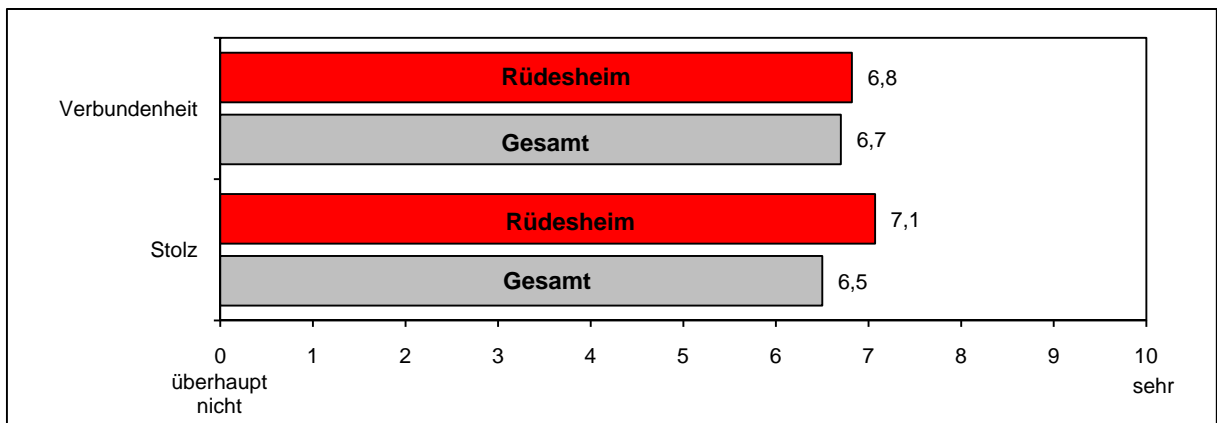 Verbundenheit
Rüdesheim
6,8
Gesamt
6,7
Stolz
Rüdesheim
7,1
Gesamt
6,5
0 1 2 3 4 5 6 7 8 9 10
überhaupt
nicht
sehr